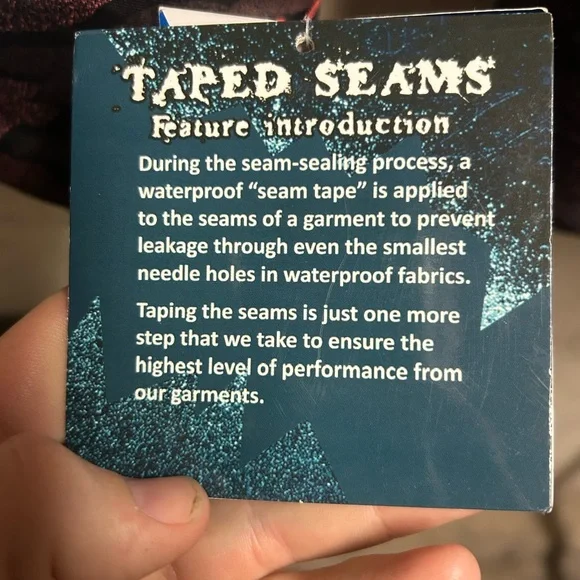 TAPED SEAMS
Feature introduction
During the seam-sealing process, a
waterproof “seam tape” is applied
to the seams of a garment to prevent
leakage through even the smallest
needle holes in waterproof fabrics.
Taping the seams is just one more
step that we take to ensure the
highest level of performance from
our garments.